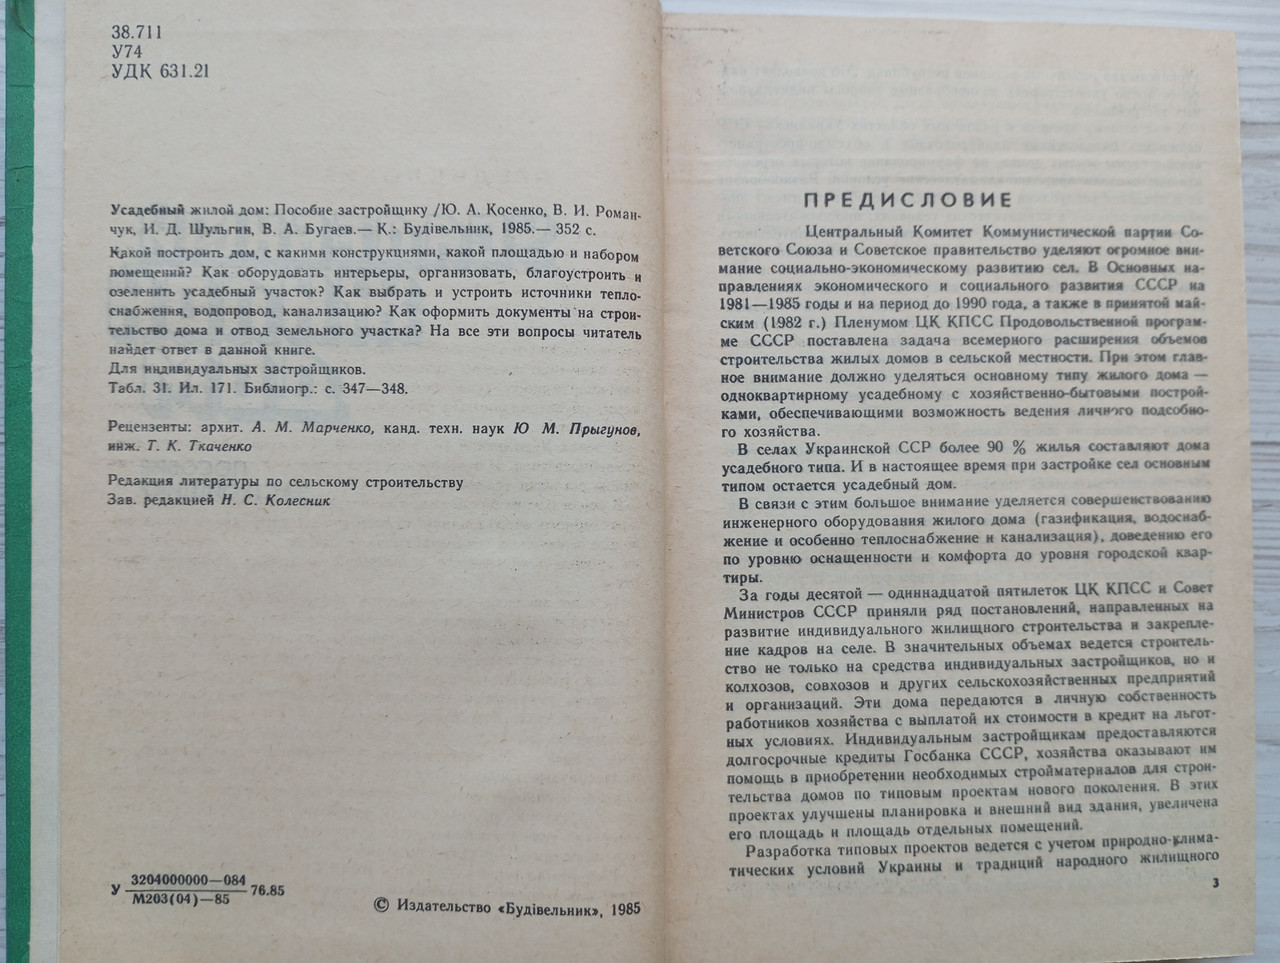 38.711
У74
УДК 631.21
Усадебный жилой дом: Пособие застройщику /Ю. А. Косенко, В. И. Роман-
чук, И. Д. Шульгин, В. А. Бугаев.— К.: Будівельник, 1985.— 352 с.
Какой построить дом, с какими конструкциями, какой площадью и набором
помещений? Как оборудовать интерьеры, организовать, благоустроить и
озеленить усадебный участок? Как выбрать и устроить источники тепло-
снабжения, водопровод, канализацию? Как оформить документы на строи-
тельство дома и отвод земельного участка? На все эти вопросы читатель
найдет ответ в данной книге.
Для индивидуальных застройщиков.
Табл. 31. Ил. 171. Библиогр.: с. 347—348.
Рецензенты: архит. А. М. Марченко, канд. техн. наук Ю М. Прыгунов,
инж. Т. К. Ткаченко
Редакция литературы по сельскому строительству
Зав. редакцией Н. С. Колесник
У 3204000000—084 76.85
М203(04)—85
© Издательство «Будівельник», 1985
ПРЕДИСЛОВИЕ
Центральный Комитет Коммунистической партии Со-
ветского Союза и Советское правительство уделяют огромное вни-
мание социально-экономическому развитию сел. В Основных на-
правлениях экономического и социального развития СССР на
1981—1985 годы и на период до 1990 года, а также в принятой май-
ским (1982 г.) Пленумом ЦК КПСС Продовольственной програм-
ме СССР поставлена задача всемерного расширения объемов
строительства жилых домов в сельской местности. При этом глав-
ное внимание должно уделяться основному типу жилого дома —
одноквартирному усадебному с хозяйственно-бытовыми построй-
ками, обеспечивающими возможность ведения личного подсобно-
го хозяйства.
В селах Украинской ССР более 90 % жилья составляют дома
усадебного типа. И в настоящее время при застройке сел основным
типом остается усадебный дом.
В связи с этим большое внимание уделяется совершенствованию
инженерного оборудования жилого дома (газификация, водоснаб-
жение и особенно теплоснабжение и канализация), доведению его
по уровню оснащенности и комфорта до уровня городской квар-
тиры.
За годы десятой — одиннадцатой пятилеток ЦК КПСС и Совет
Министров СССР приняли ряд постановлений, направленных на
развитие индивидуального жилищного строительства и закрепле-
ние кадров на селе. В значительных объемах ведется строитель-
ство не только на средства индивидуальных застройщиков, но и
колхозов, совхозов и других сельскохозяйственных предприятий
и организаций. Эти дома передаются в личную собственность
работников хозяйства с выплатой их стоимости в кредит на льгот-
ных условиях. Индивидуальным застройщикам предоставляются
долгосрочные кредиты Госбанка СССР, хозяйства оказывают им
помощь в приобретении необходимых стройматериалов для строи-
тельства домов по типовым проектам нового поколения. В этих
проектах улучшены планировка и внешний вид здания, увеличена
его площадь и площадь отдельных помещений.
Разработка типовых проектов ведется с учетом природно-клима-
тических условий Украины и традиций народного жилищного
3